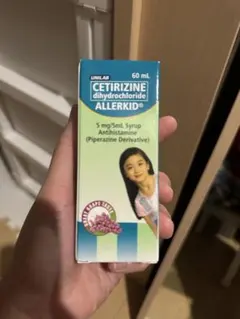 UNILAB
60 mL
CETIRIZINE
dihydrochloride
ALLERKID®
5 mg/5mL Syrup
Antihistamine
(Piperazine Derivative)